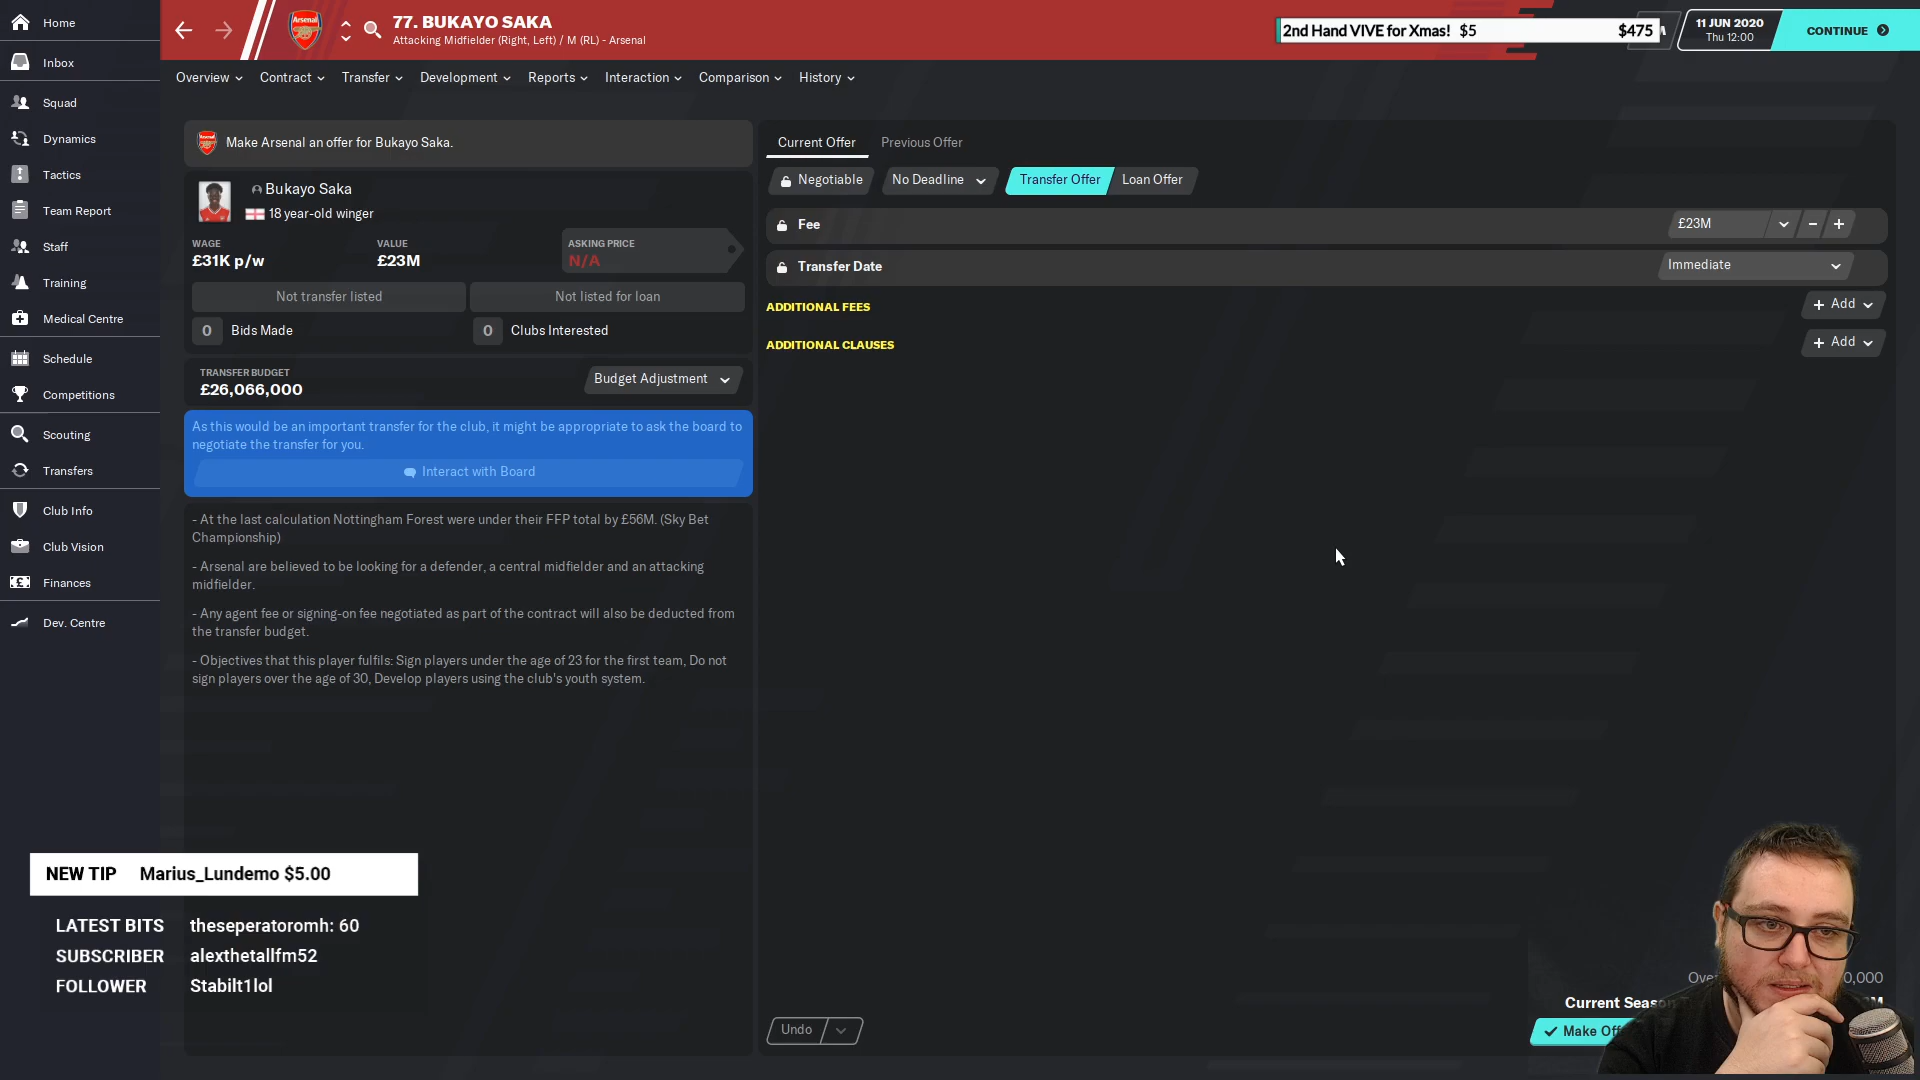 Home
Inbox
Squad
Dynamics
Tactics
Team Report
Staff
Training
Medical Centre
Schedule
Competitions
Scouting
Transfers
Club Info
Club Vision
Finances
Dev. Centre
Arsenal
77. BUKAYO SAKA
Attacking Midfielder (Right, Left) / M (RL) - Arsenal
2nd Hand VIVE for Xmas! $5 $475
11 JUN 2020
Thu 12:00
CONTINUE
Overview Contract Transfer Development Reports Interaction Comparison History
Make Arsenal an offer for Bukayo Saka.
Bukayo Saka
18 year-old winger
WAGE VALUE ASKING PRICE
£31K p/w £23M N/A
Not transfer listed Not listed for loan
0 Bids Made 0 Clubs Interested
TRANSFER BUDGET
£26,066,000
Budget Adjustment
As this would be an important transfer for the club, it might be appropriate to ask the board to
negotiate the transfer for you.
Interact with Board
- At the last calculation Nottingham Forest were under their FFP total by £56M. (Sky Bet
Championship)
- Arsenal are believed to be looking for a defender, a central midfielder and an attacking
midfielder.
- Any agent fee or signing-on fee negotiated as part of the contract will also be deducted from
the transfer budget.
- Objectives that this player fulfils: Sign players under the age of 23 for the first team, Do not
sign players over the age of 30, Develop players using the club's youth system.
Current Offer Previous Offer
Negotiable No Deadline Transfer Offer Loan Offer
Fee £23M
Transfer Date Immediate
ADDITIONAL FEES + Add
ADDITIONAL CLAUSES + Add
Undo
Current Season
Make
NEW TIP Marius_Lundemo $5.00
LATEST BITS theseperatoromh: 60
SUBSCRIBER alexthetallfm52
FOLLOWER Stabilt1lol